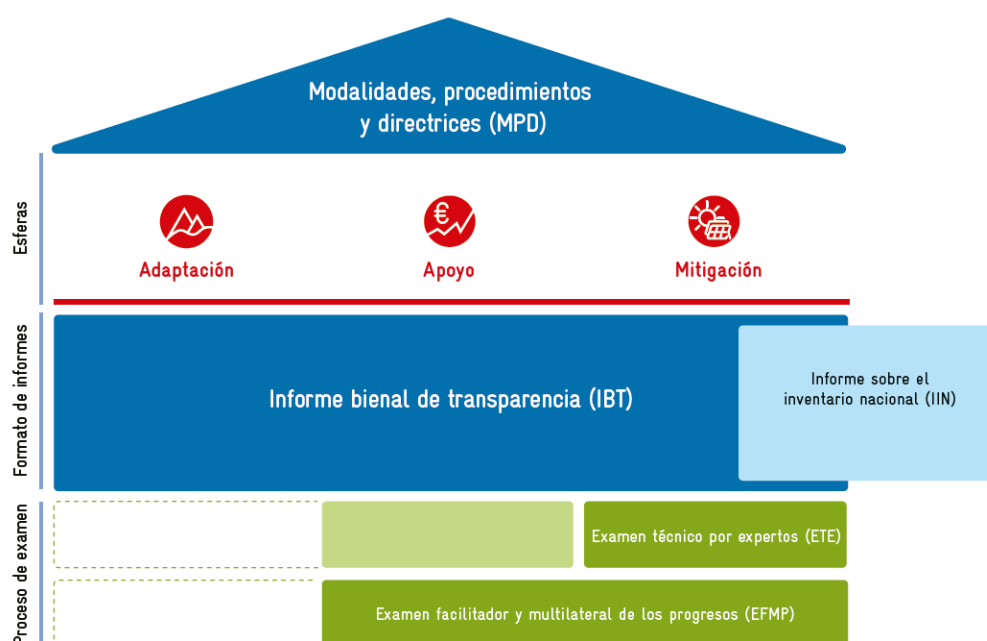 Modalidades, procedimientos
y directrices (MPD)
Esferas
Adaptación
Apoyo
Mitigación
Formato de informes
Informe bienal de transparencia (IBT)
Informe sobre el
inventario nacional (IIN)
Proceso de examen
Examen técnico por expertos (ETE)
Examen facilitador y multilateral de los progresos (EFMP)